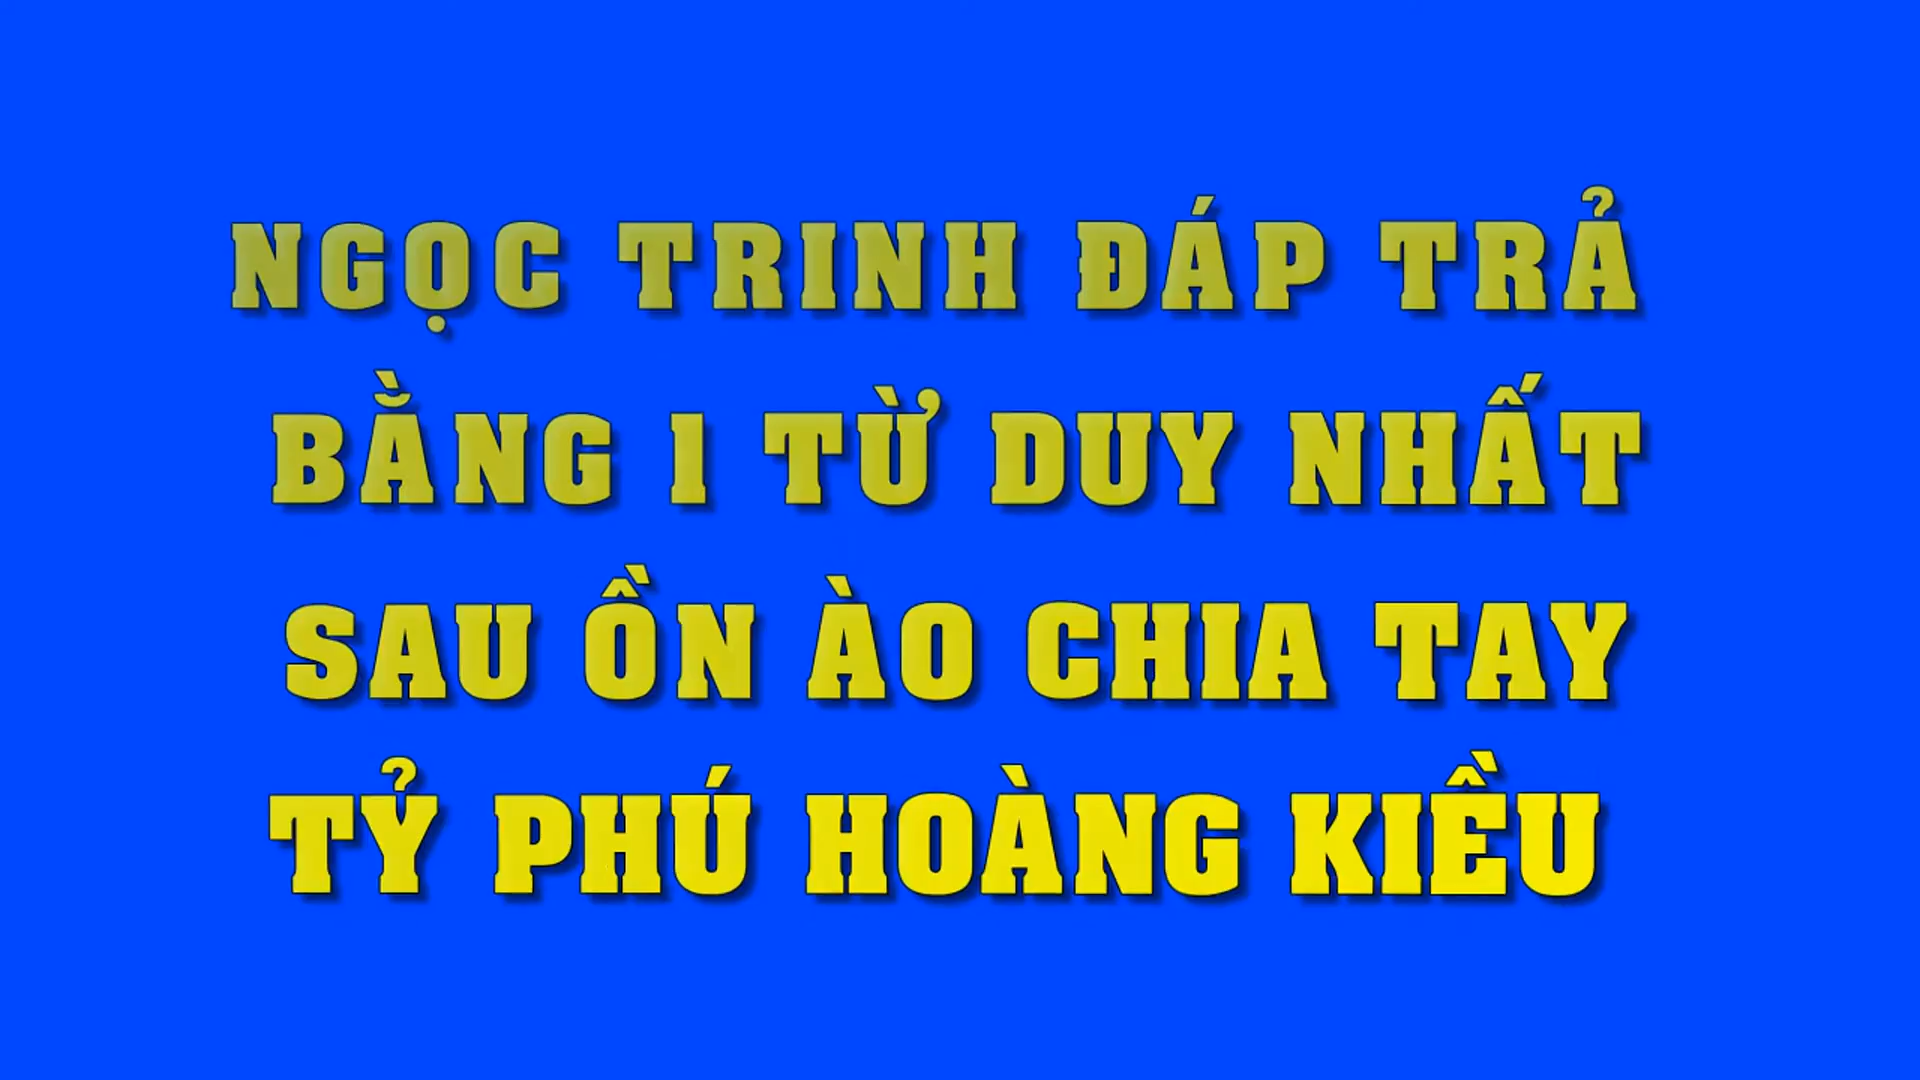 NGỌC TRINH ĐÁP TRẢ
BẰNG 1 TỪ DUY NHẤT
SAU ỒN ÀO CHIA TAY
TỶ PHÚ HOÀNG KIỀU